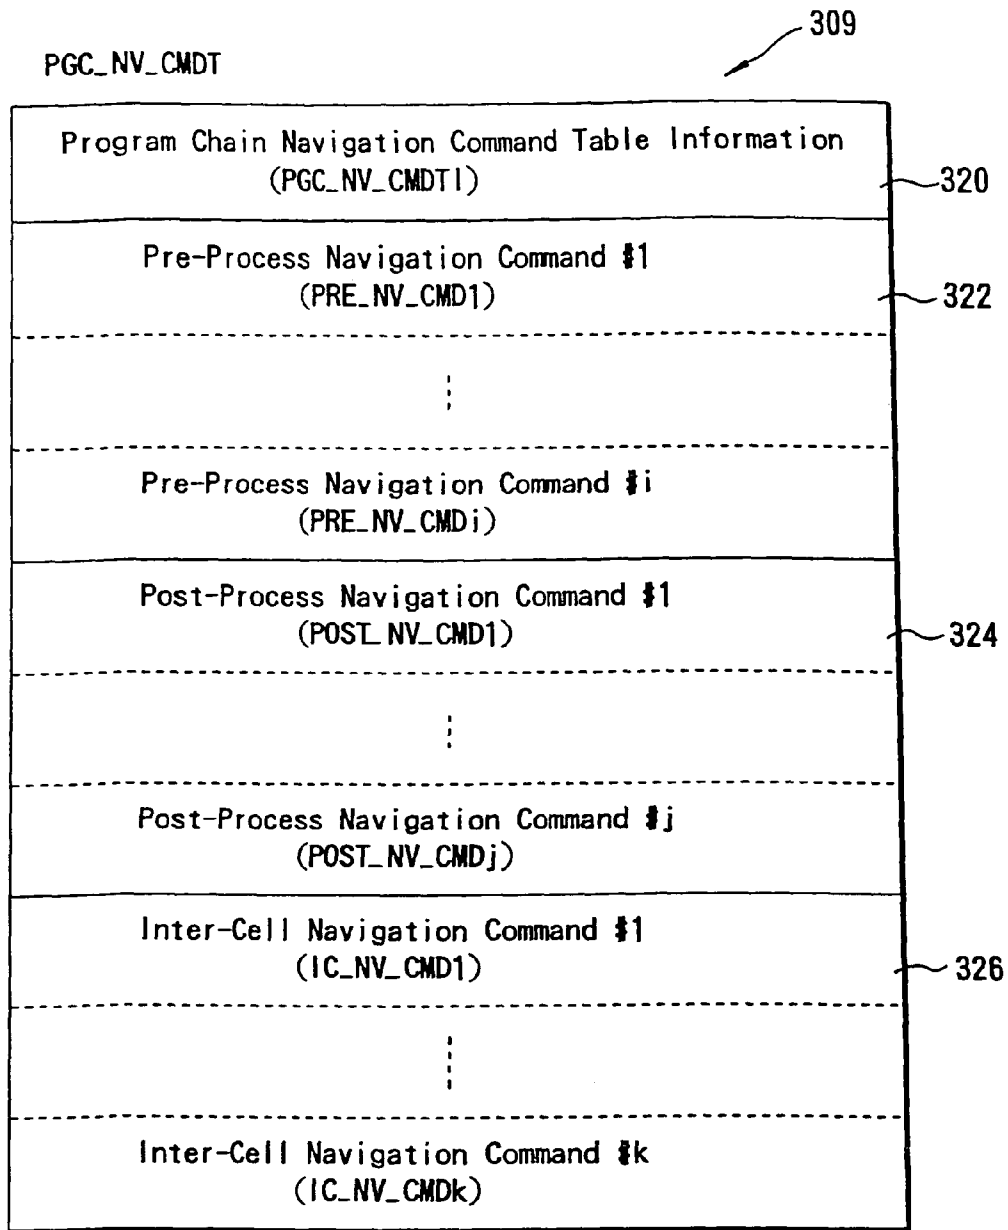 309
PGC_NV_CMDT
Program Chain Navigation Command Table Information
(PGC_NV_CMDTI)
320
Pre-Process Navigation Command #1
(PRE_NV_CMD1)
322
Pre-Process Navigation Command #i
(PRE_NV_CMDi)
Post-Process Navigation Command #1
(POST_NV_CMD1)
324
Post-Process Navigation Command #j
(POST_NV_CMDj)
Inter-Cell Navigation Command #1
(IC_NV_CMD1)
326
Inter-Cell Navigation Command #k
(IC_NV_CMDk)